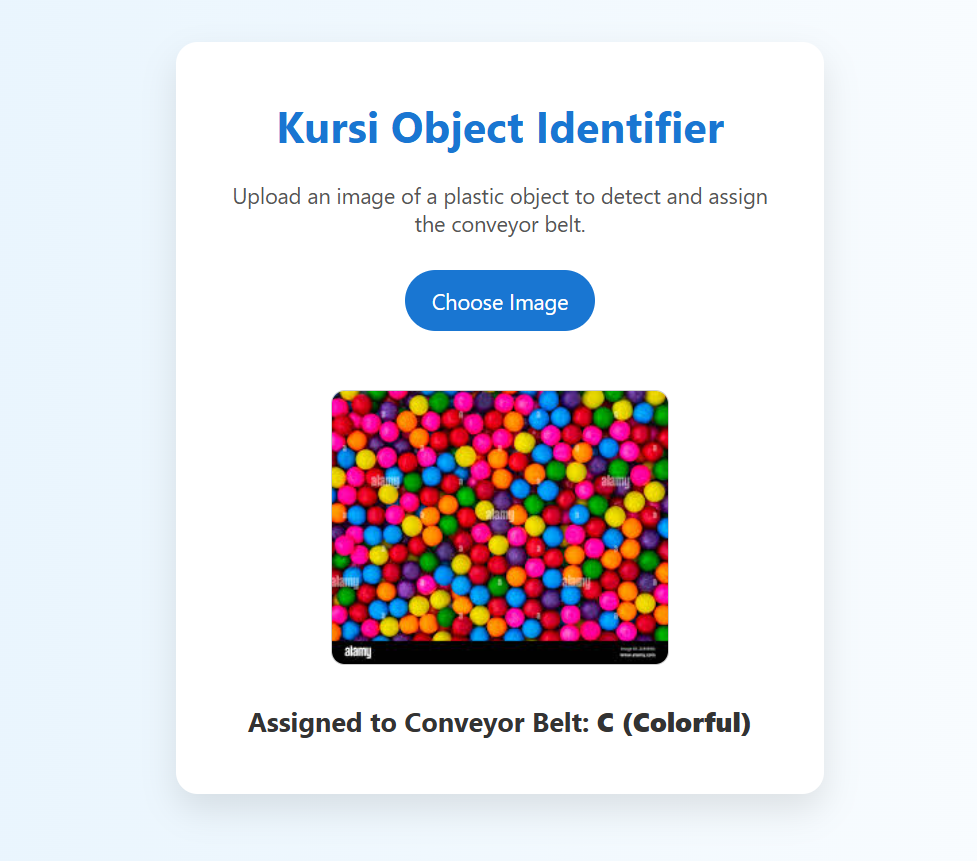 Kursi Object Identifier
Upload an image of a plastic object to detect and assign
the conveyor belt.
Choose Image
alamy
alamy
alamy
alamy
alamy
alamy
Assigned to Conveyor Belt: C (Colorful)